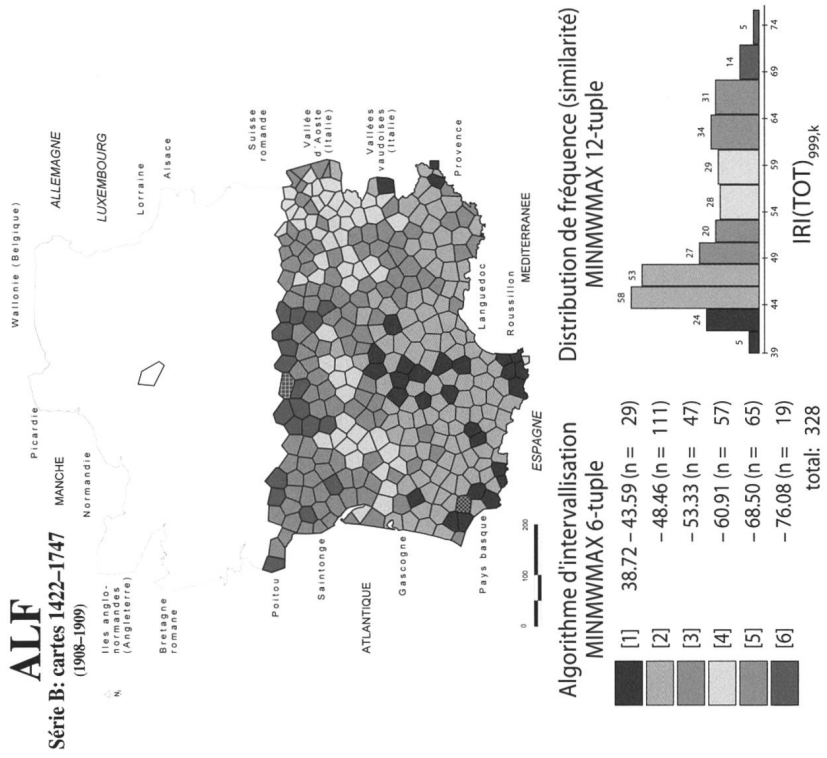 ALF
Série B: cartes 1422–1747
(1908–1909)
N
Wallonie (Belgique)
Picardie
MANCHE
Normandie
Iles anglo-
normandes
(Angleterre)
Bretagne
romane
ALLEMAGNE
LUXEMBOURG
Lorraine
Alsace
Suisse
romande
Vallée
d'Aoste
(Italie)
Vallées
vaudoises
(Italie)
Provence
Poitou
Saintonge
ATLANTIQUE
Gascogne
Pays basque
Languedoc
Roussillon
MEDITERRANEE
ESPAGNE
0 100 200
Algorithme d'intervallisation
MINMWMAX 6-tuple
[1] 38.72 – 43.59 (n = 29)
[2] – 48.46 (n = 111)
[3] – 53.33 (n = 47)
[4] – 60.91 (n = 57)
[5] – 68.50 (n = 65)
[6] – 76.08 (n = 19)
total: 328
Distribution de fréquence (similarité)
MINMWMAX 12-tuple
5 24 58 53 27 20 28 29 34 31 14 5
39 44 49 54 59 64 69 74
IRI(TOT)999,k